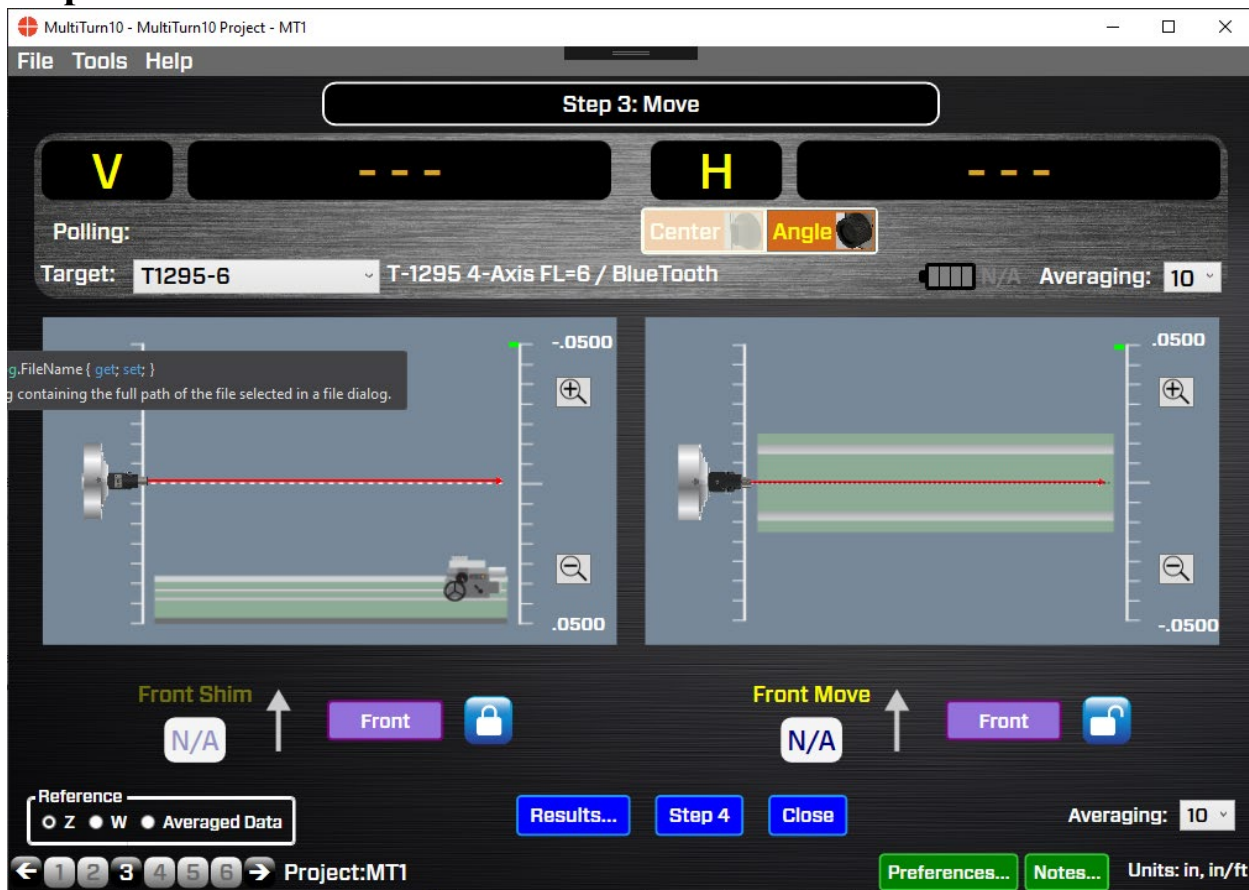 MultiTurn10 - MultiTurn10 Project - MT1
File Tools Help
Step 3: Move
V - - - H - - -
Polling:
Center Angle
Target: T1295-6 T-1295 4-Axis FL=6 / BlueTooth N/A Averaging: 10
-.0500
.0500
g.FileName { get; set; }
g containing the full path of the file selected in a file dialog.
.0500
-.0500
Front Shim
N/A
Front
Front Move
N/A
Front
Reference
Z W Averaged Data
Results... Step 4 Close
Averaging: 10
1 2 3 4 5 6 Project:MT1
Preferences... Notes... Units: in, in/ft